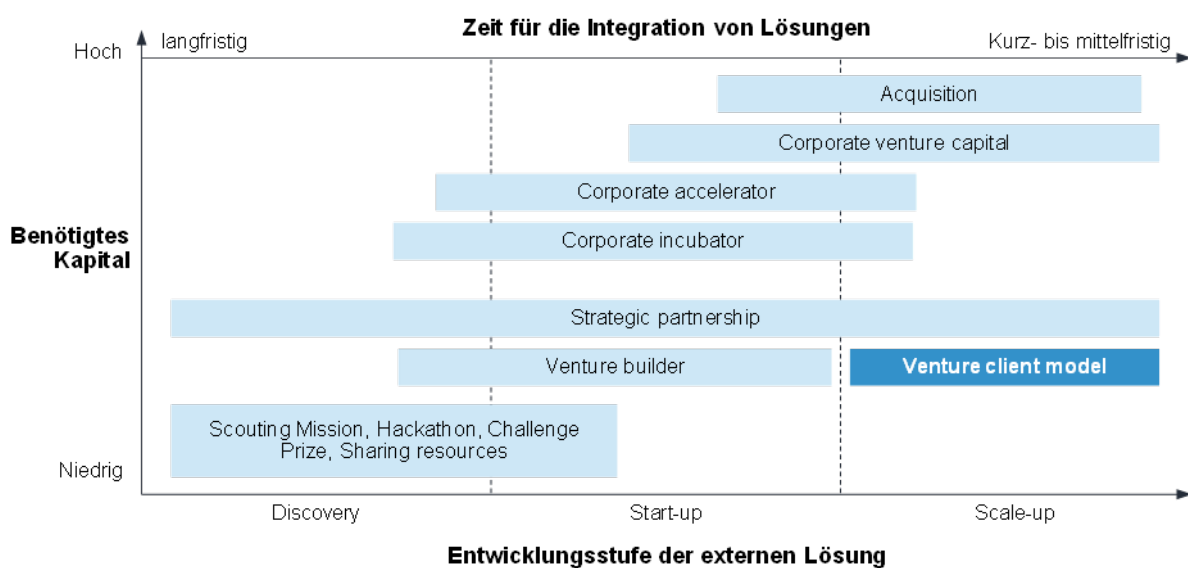 Zeit für die Integration von Lösungen
Hoch
langfristig
Kurz- bis mittelfristig
Acquisition
Corporate venture capital
Corporate accelerator
Corporate incubator
Benötigtes
Kapital
Strategic partnership
Venture builder
Venture client model
Scouting Mission, Hackathon, Challenge
Prize, Sharing resources
Niedrig
Discovery
Start-up
Scale-up
Entwicklungsstufe der externen Lösung